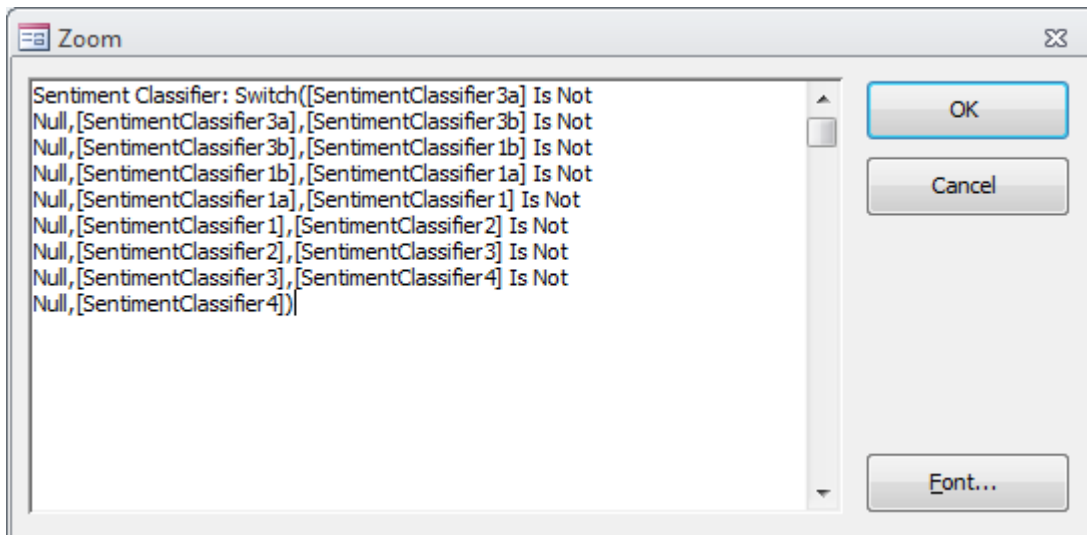 Zoom
Sentiment Classifier: Switch([SentimentClassifier3a] Is Not
Null,[SentimentClassifier3a],[SentimentClassifier3b] Is Not
Null,[SentimentClassifier3b],[SentimentClassifier1b] Is Not
Null,[SentimentClassifier1b],[SentimentClassifier1a] Is Not
Null,[SentimentClassifier1a],[SentimentClassifier1] Is Not
Null,[SentimentClassifier1],[SentimentClassifier2] Is Not
Null,[SentimentClassifier2],[SentimentClassifier3] Is Not
Null,[SentimentClassifier3],[SentimentClassifier4] Is Not
Null,[SentimentClassifier4])
OK
Cancel
Font...